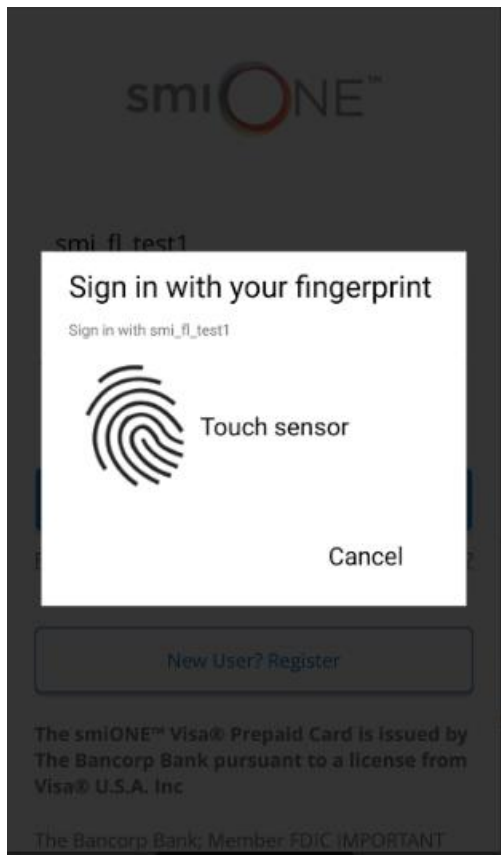 smiONE™
smi_fl_test1
Sign in with your fingerprint
Sign in with smi_fl_test1
Touch sensor
Cancel
New User? Register
The smiONE™ Visa® Prepaid Card is issued by
The Bancorp Bank pursuant to a license from
Visa® U.S.A. Inc
The Bancorp Bank; Member FDIC IMPORTANT